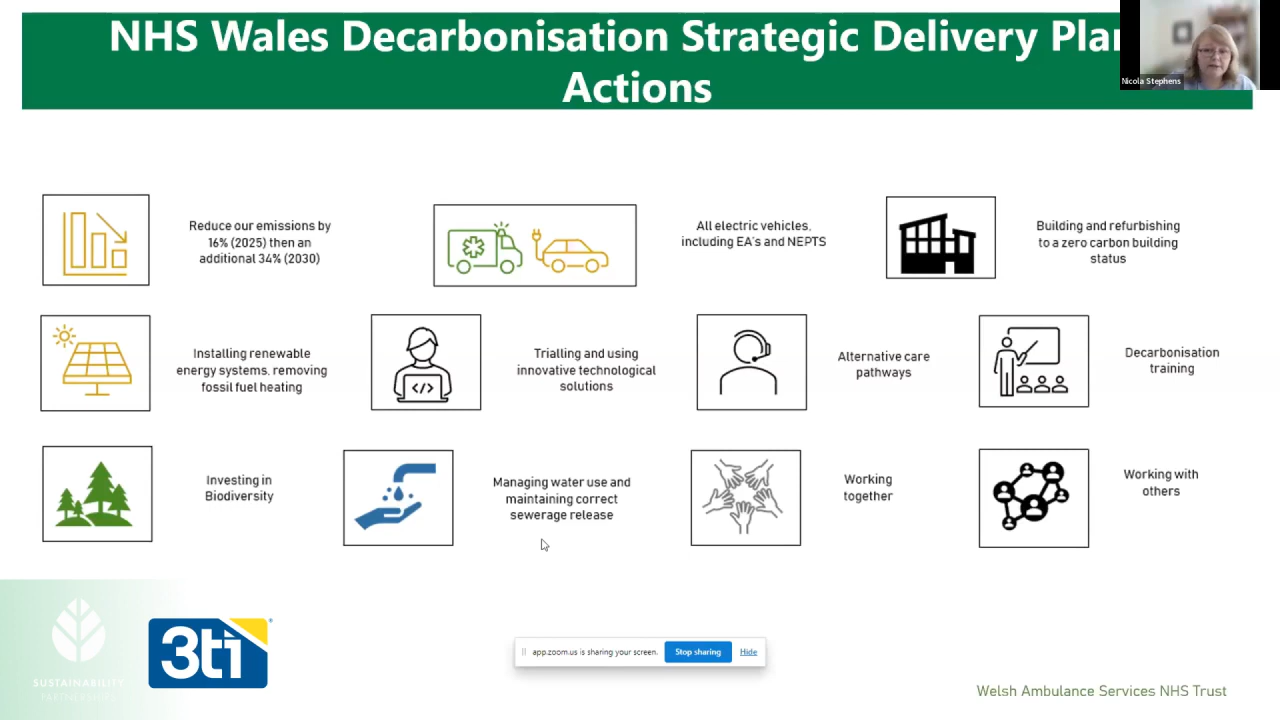 NHS Wales Decarbonisation Strategic Delivery Plan
Actions
Nicola Stephens
Reduce our emissions by
16% (2025) then an
additional 34% (2030)
All electric vehicles,
including EA's and NEPTS
Building and refurbishing
to a zero carbon building
status
Installing renewable
energy systems, removing
fossil fuel heating
</>
Trialling and using
innovative technological
solutions
Alternative care
pathways
Decarbonisation
training
Investing in
Biodiversity
Managing water use and
maintaining correct
sewerage release
Working
together
Working with
others
SUSTAINABILITY
3ti
app.zoom.us is sharing your screen.
Stop sharing
Hide
Welsh Ambulance Services NHS Trust